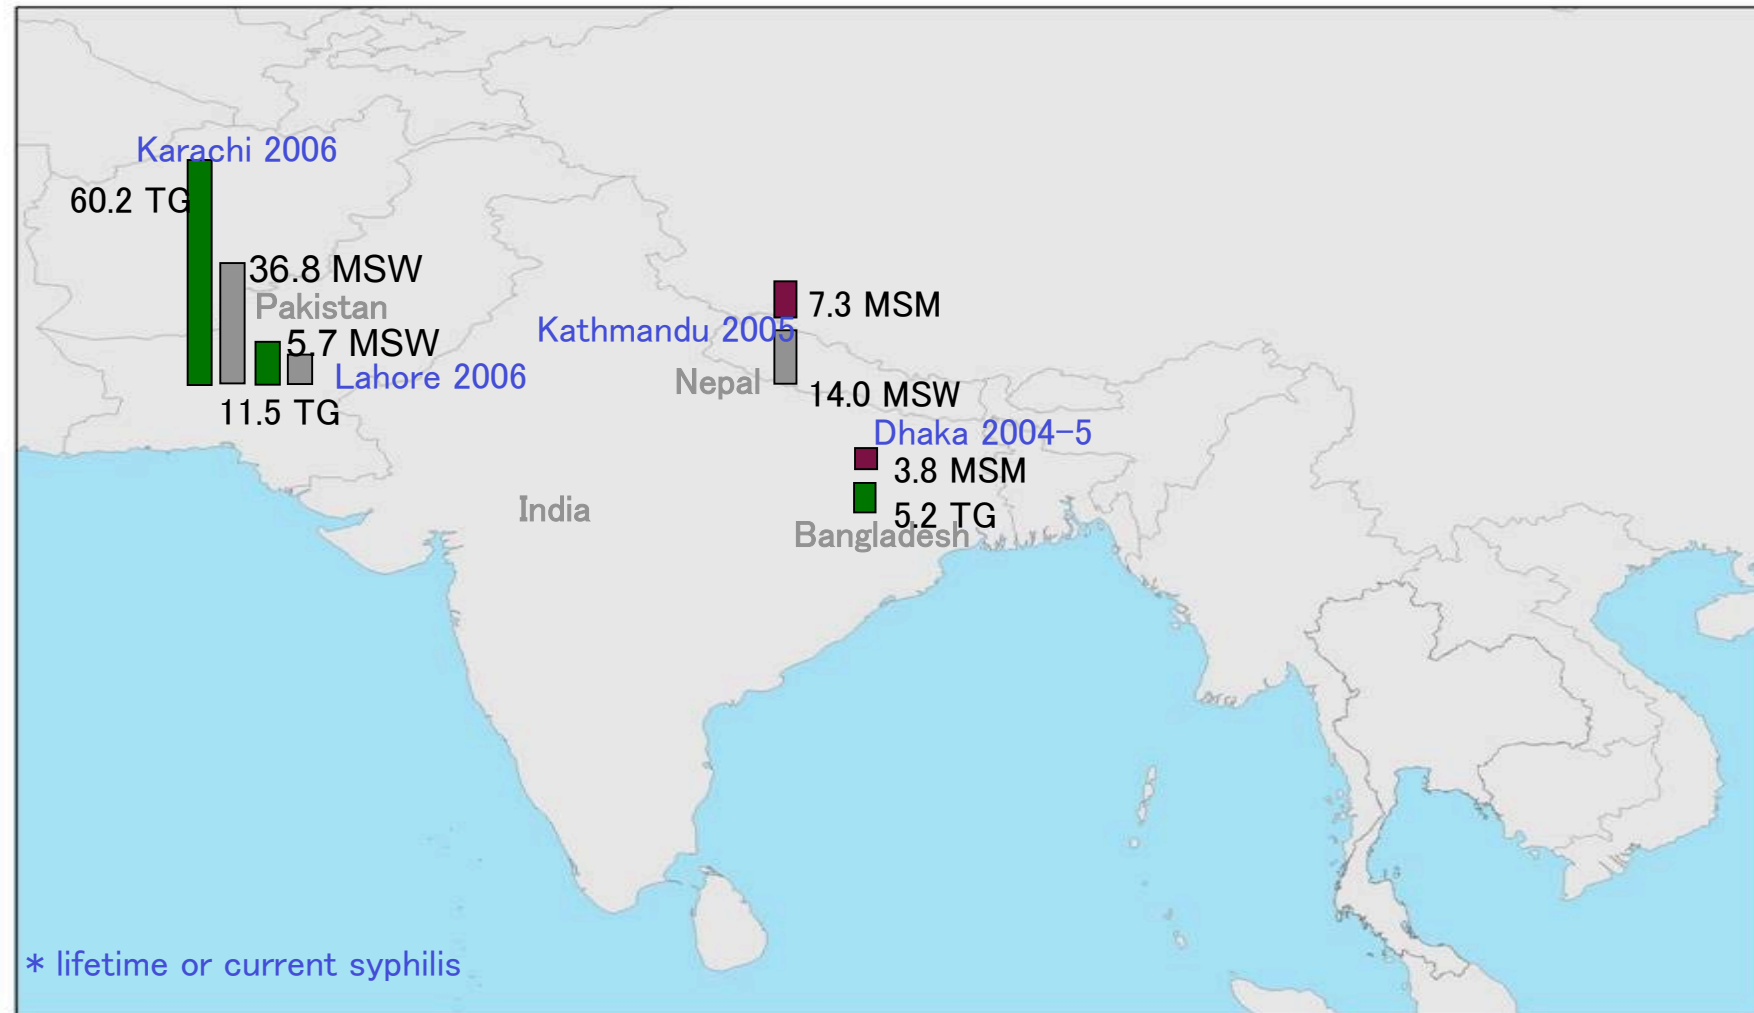 Karachi 2006
60.2 TG
36.8 MSW
Pakistan
5.7 MSW
Lahore 2006
11.5 TG
7.3 MSM
Kathmandu 2005
Nepal
14.0 MSW
Dhaka 2004-5
3.8 MSM
5.2 TG
India
Bangladesh
* lifetime or current syphilis